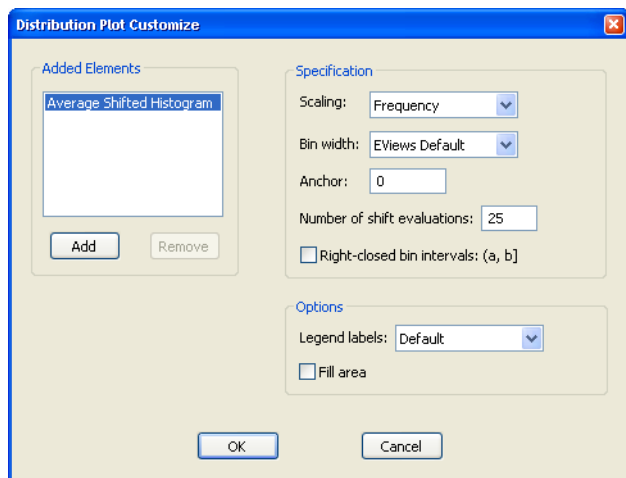 Distribution Plot Customize
Added Elements
Average Shifted Histogram
Add
Remove
Specification
Scaling: Frequency
Bin width: EViews Default
Anchor: 0
Number of shift evaluations: 25
Right-closed bin intervals: (a, b]
Options
Legend labels: Default
Fill area
OK
Cancel